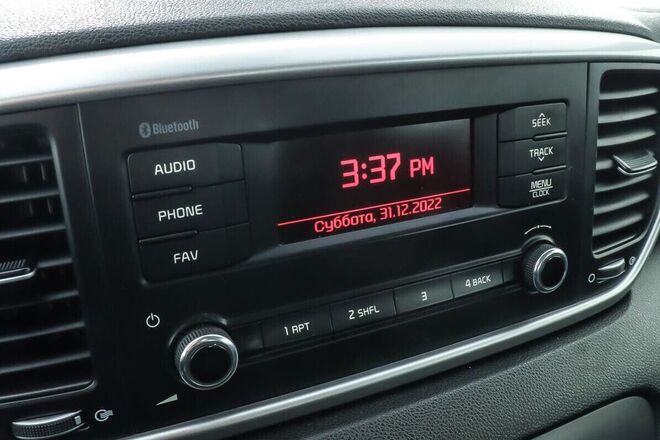 Bluetooth
AUDIO
PHONE
FAV
3:37 PM
Суббота, 31.12.2022
SEEK
TRACK
MENU
CLOCK
1 RPT
2 SHFL
3
4 BACK